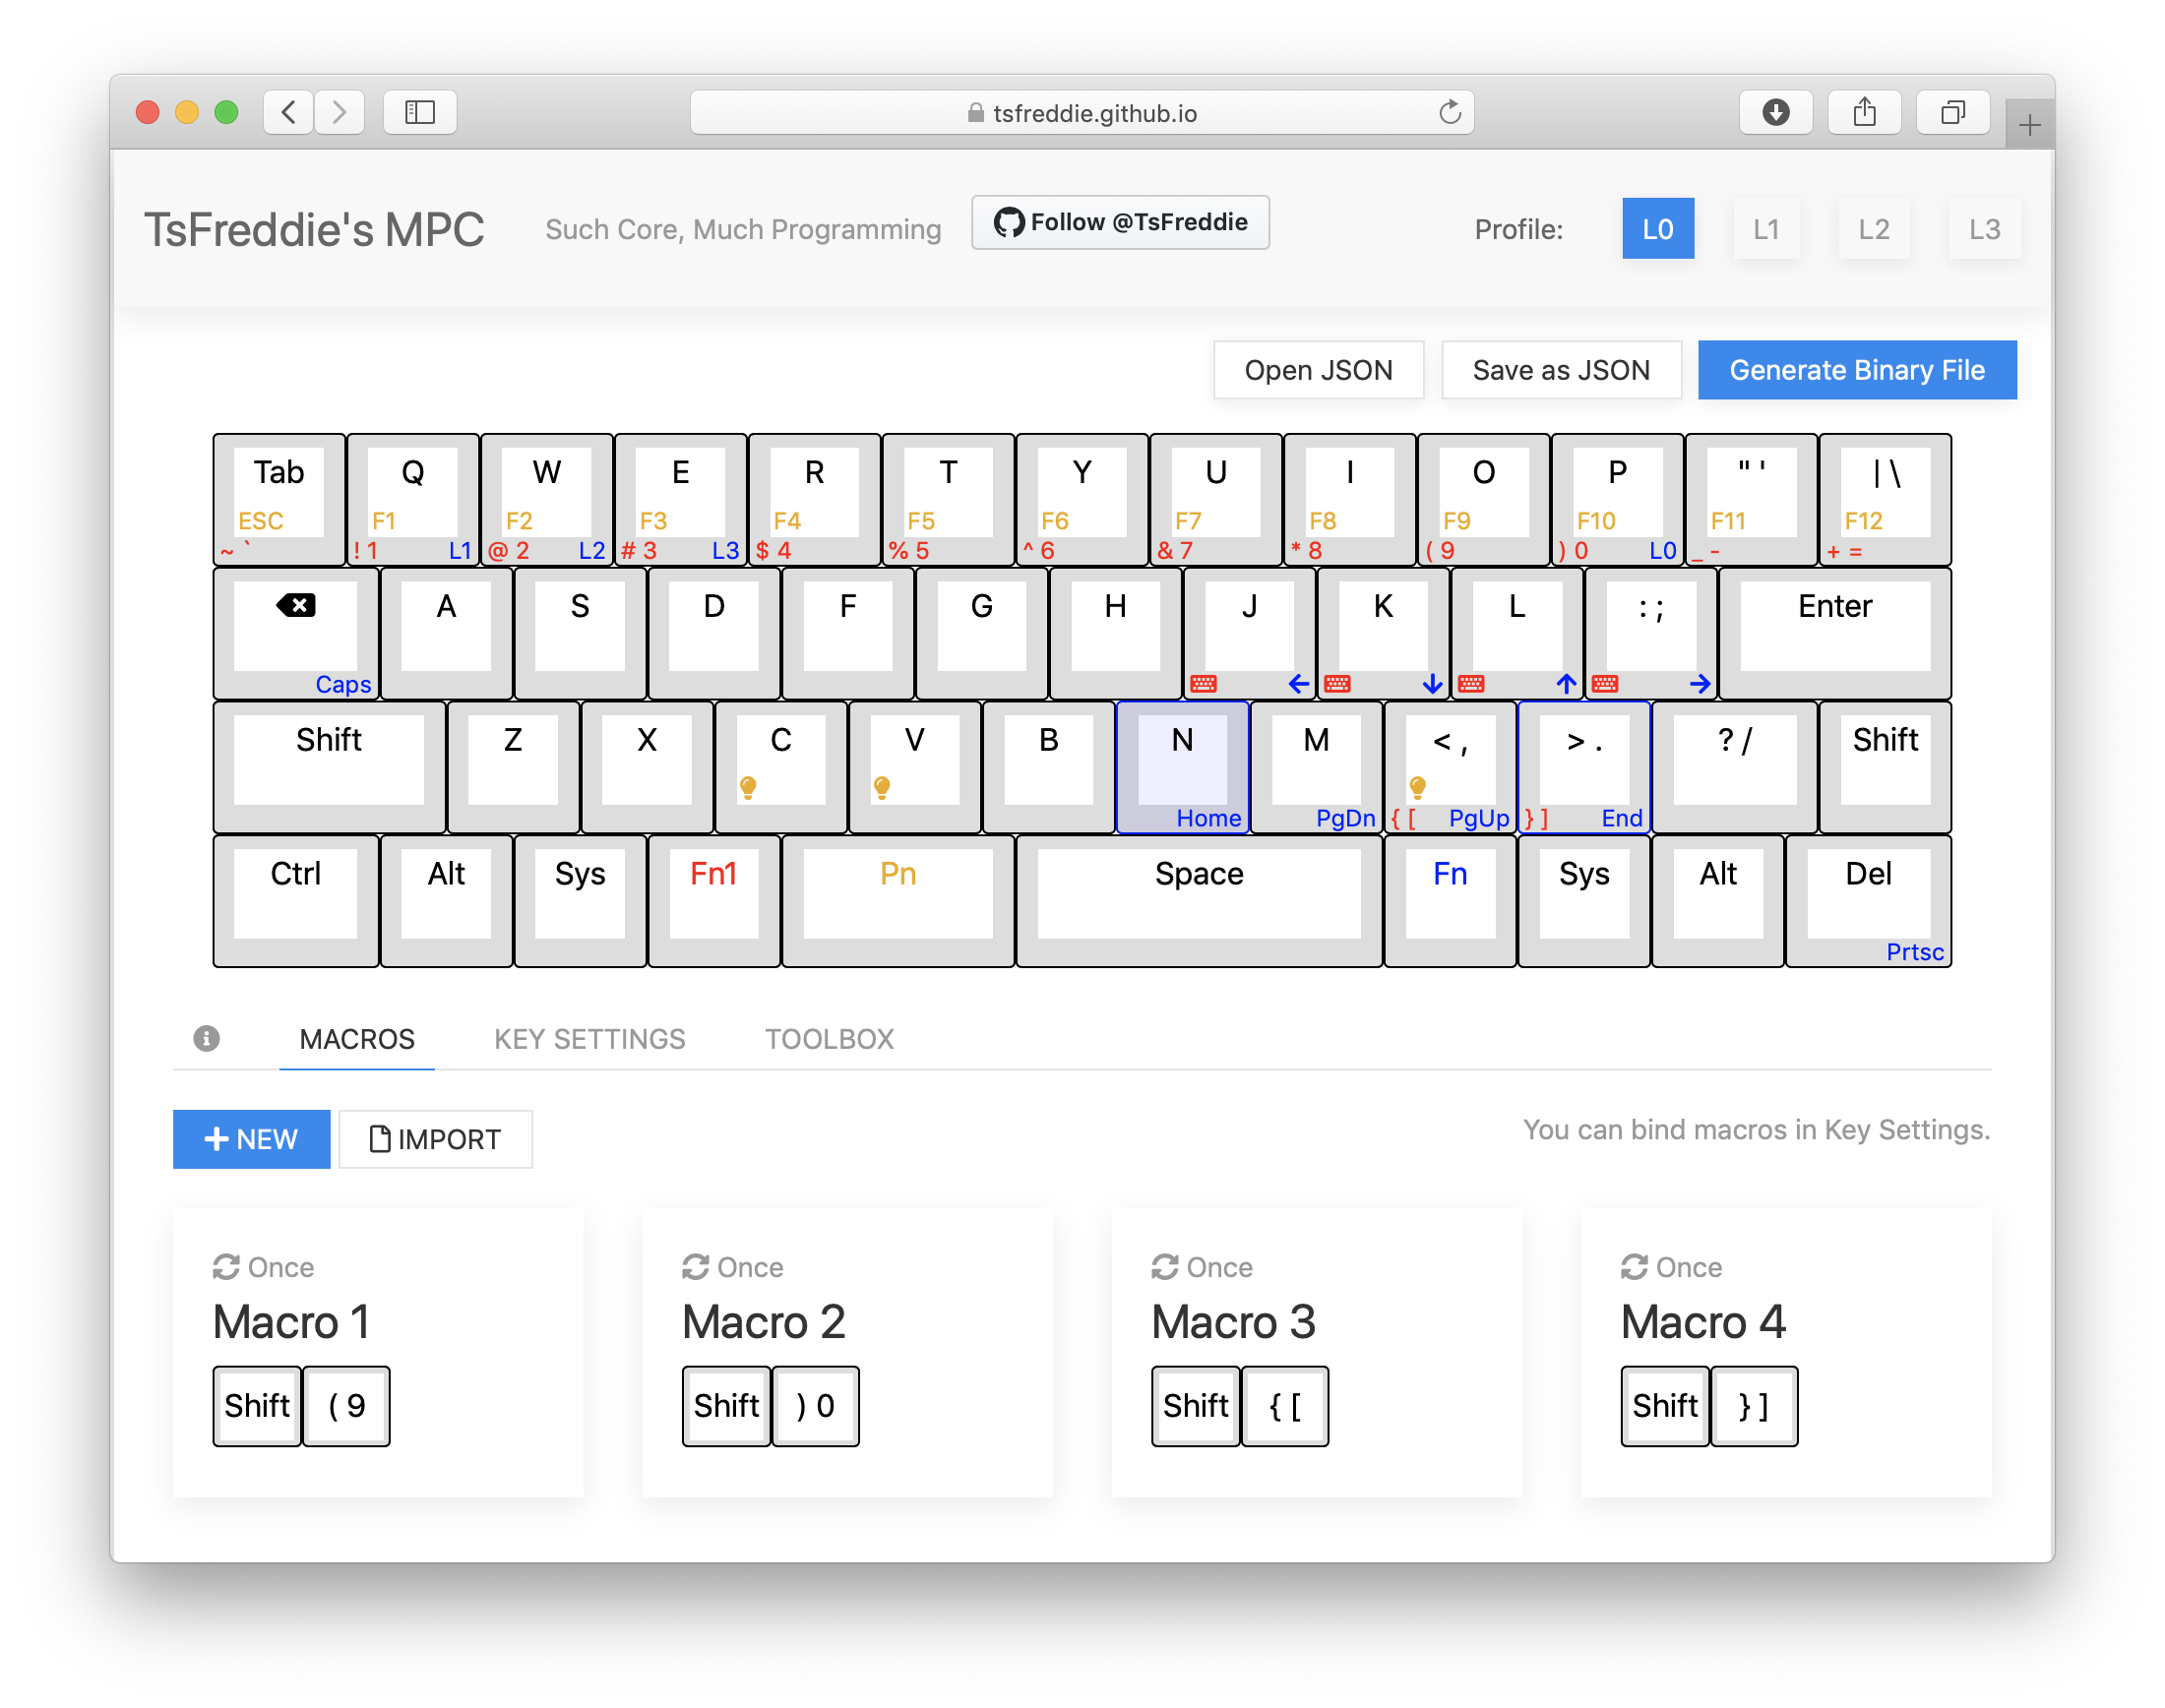 tsfreddie.github.io
TsFreddie's MPC Such Core, Much Programming Follow @TsFreddie Profile: L0 L1 L2 L3
Open JSON Save as JSON Generate Binary File
Tab Q W E R T Y U I O P " ' | \
ESC F1 F2 F3 F4 F5 F6 F7 F8 F9 F10 F11 F12
~ ` ! 1 L1 @ 2 L2 # 3 L3 $ 4 % 5 ^ 6 & 7 * 8 ( 9 ) 0 L0 _ - + =
A S D F G H J K L : ; Enter
Caps ← ↓ ↑ →
Shift Z X C V B N M < , > . ? / Shift
Home PgDn { [ PgUp } ] End
Ctrl Alt Sys Fn1 Pn Space Fn Sys Alt Del
Prtsc
MACROS KEY SETTINGS TOOLBOX
NEW IMPORT You can bind macros in Key Settings.
Once Once Once Once
Macro 1 Macro 2 Macro 3 Macro 4
Shift ( 9 Shift ) 0 Shift { [ Shift } ]